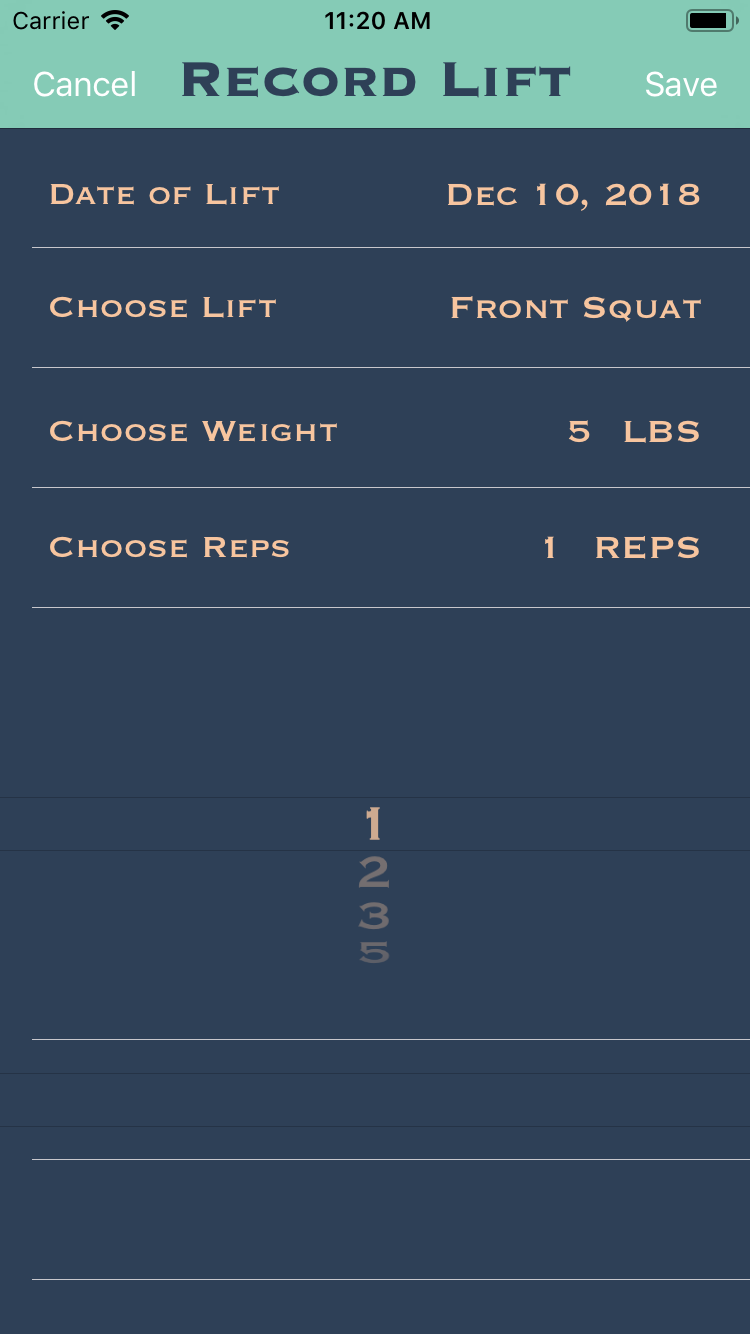 Carrier 11:20 AM
Cancel Record Lift Save
Date of Lift Dec 10, 2018
Choose Lift Front Squat
Choose Weight 5 LBS
Choose Reps 1 REPS
1
2
3
5